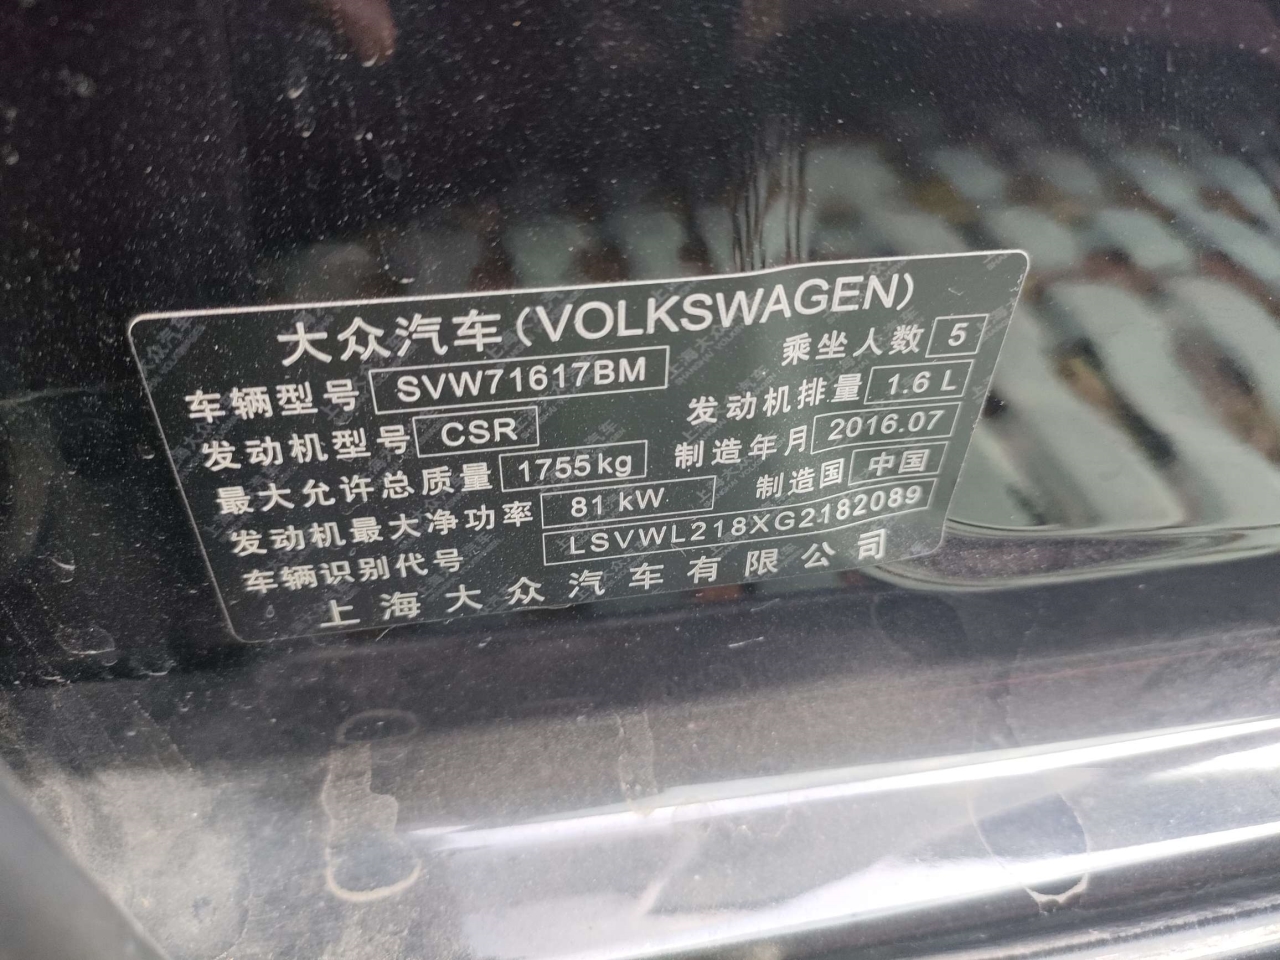 大众汽车(VOLKSWAGEN)
车辆型号 SVW71617BM 乘坐人数 5
发动机型号 CSR 发动机排量 1.6 L
最大允许总质量 1755kg 制造年月 2016.07
发动机最大净功率 81 kW 制造国 中国
车辆识别代号 LSVWL218XG2182089
上海大众汽车有限公司